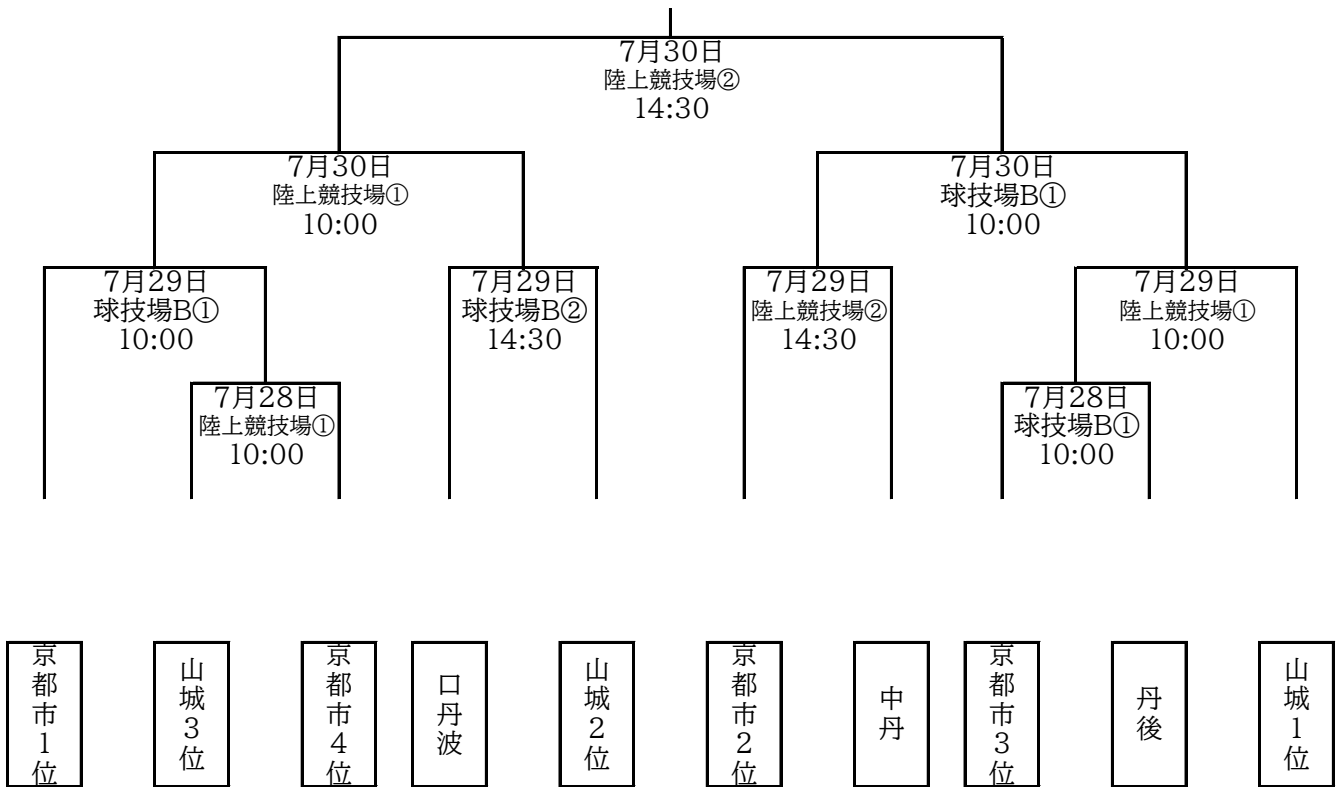 7月30日
陸上競技場②
14:30
7月30日
陸上競技場①
10:00
7月30日
球技場B①
10:00
7月29日
球技場B①
10:00
7月29日
球技場B②
14:30
7月29日
陸上競技場②
14:30
7月29日
陸上競技場①
10:00
7月28日
陸上競技場①
10:00
7月28日
球技場B①
10:00
京都市1位
山城3位
京都市4位
口丹波
山城2位
京都市2位
中丹
京都市3位
丹後
山城1位